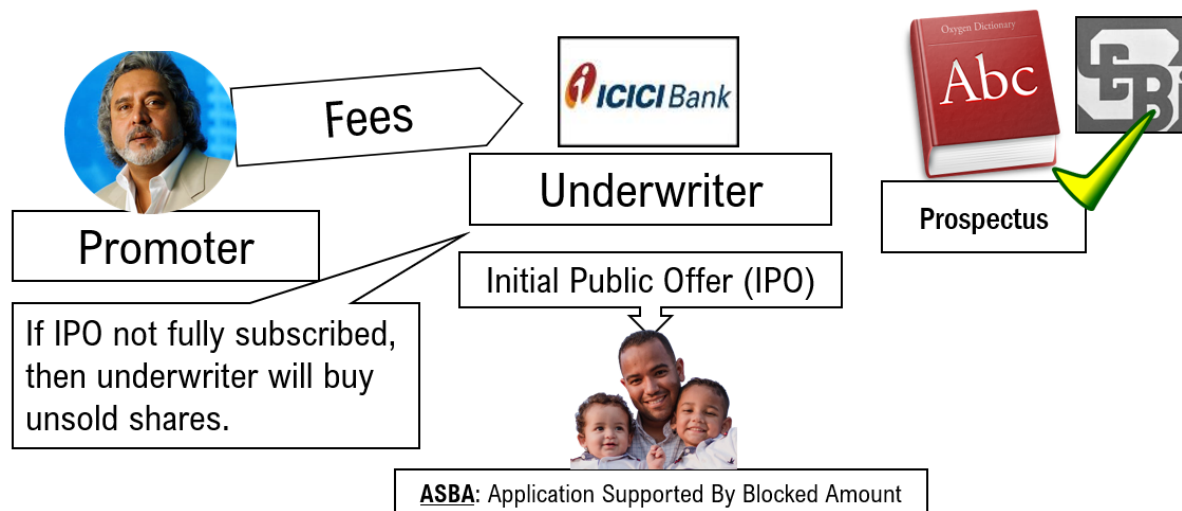 Fees
ICICI Bank
Oxygen Dictionary
Abc
SEBI
Underwriter
Prospectus
Promoter
Initial Public Offer (IPO)
If IPO not fully subscribed,
then underwriter will buy
unsold shares.
ASBA: Application Supported By Blocked Amount